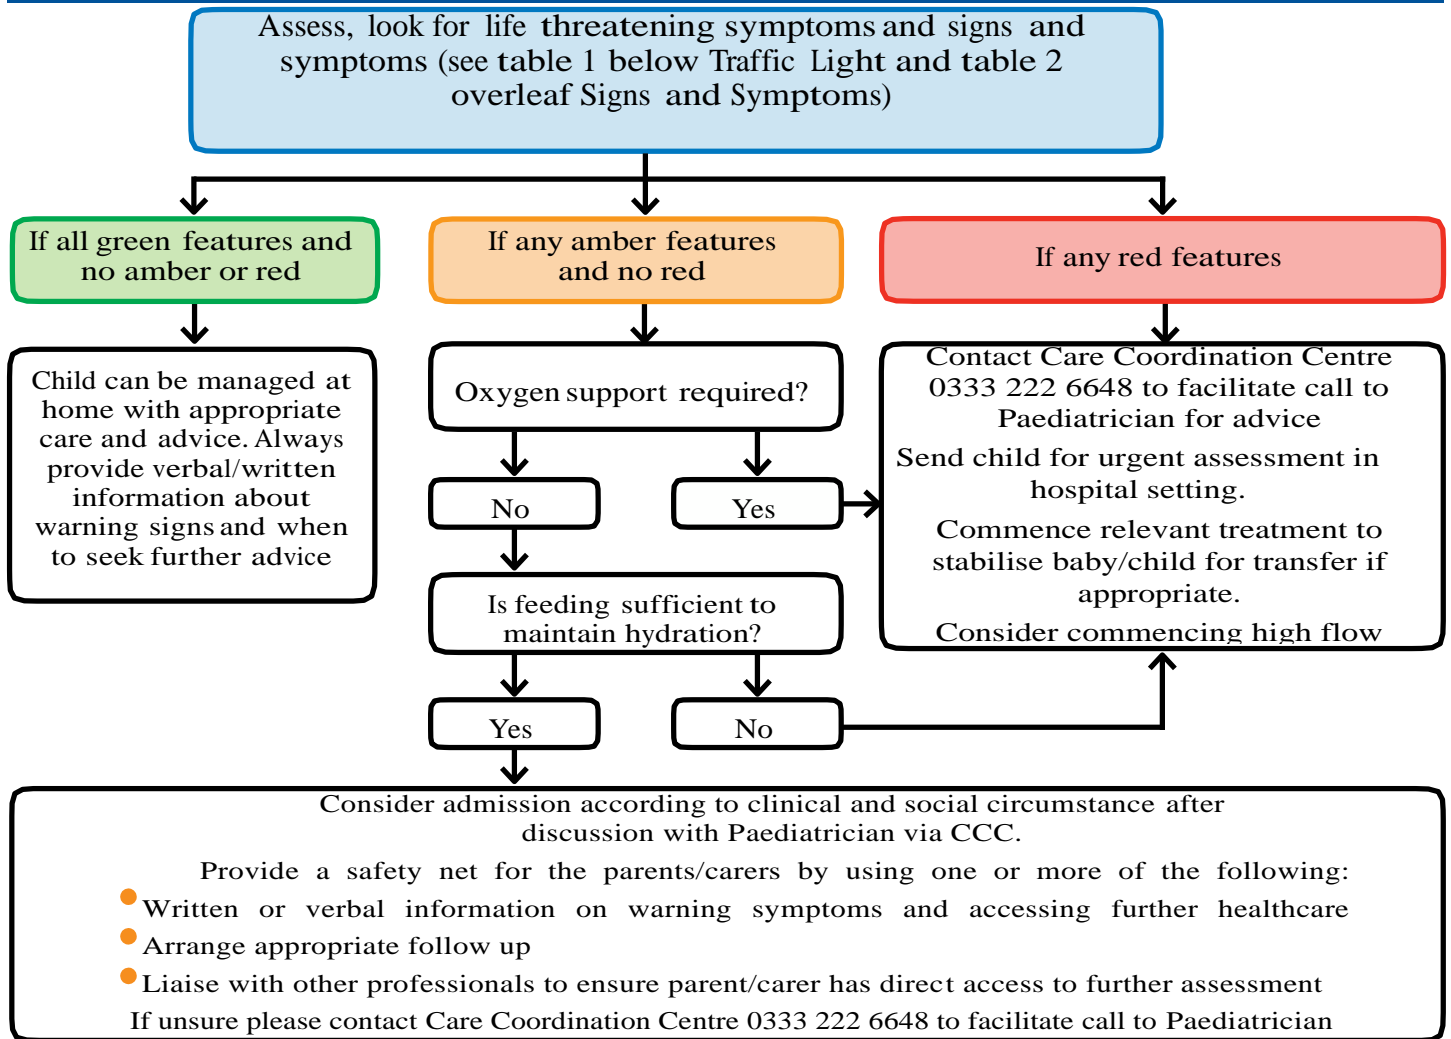 Assess, look for life threatening symptoms and signs and
symptoms (see table 1 below Traffic Light and table 2
overleaf Signs and Symptoms)
If all green features and
no amber or red
If any amber features
and no red
If any red features
Child can be managed at
home with appropriate
care and advice. Always
provide verbal/written
information about
warning signs and when
to seek further advice
Oxygen support required?
No
Yes
Is feeding sufficient to
maintain hydration?
Yes
No
Contact Care Coordination Centre
0333 222 6648 to facilitate call to
Paediatrician for advice
Send child for urgent assessment in
hospital setting.
Commence relevant treatment to
stabilise baby/child for transfer if
appropriate.
Consider commencing high flow
Consider admission according to clinical and social circumstance after
discussion with Paediatrician via CCC.
Provide a safety net for the parents/carers by using one or more of the following:
Written or verbal information on warning symptoms and accessing further healthcare
Arrange appropriate follow up
Liaise with other professionals to ensure parent/carer has direct access to further assessment
If unsure please contact Care Coordination Centre 0333 222 6648 to facilitate call to Paediatrician